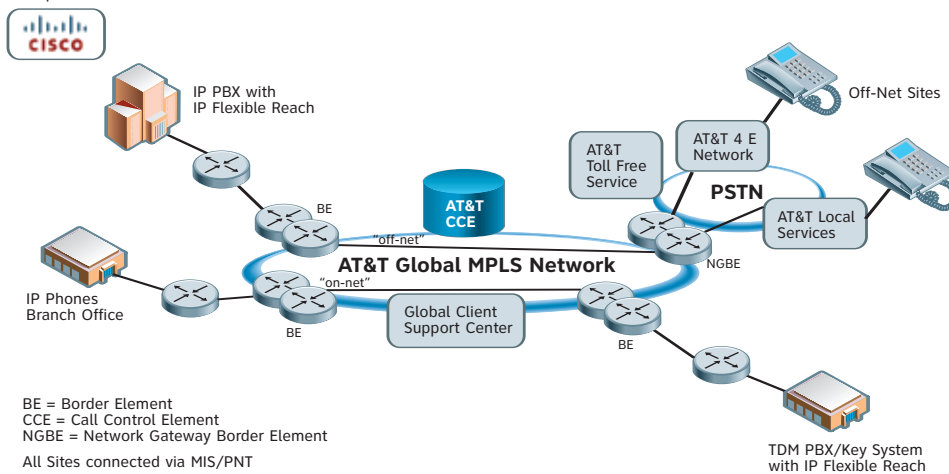 CISCO
IP PBX with
IP Flexible Reach
Off-Net Sites
AT&T
Toll Free
Service
AT&T 4 E
Network
PSTN
AT&T Local
Services
AT&T
CCE
BE
"off-net"
NGBE
AT&T Global MPLS Network
"on-net"
IP Phones
Branch Office
BE
Global Client
Support Center
BE
BE = Border Element
CCE = Call Control Element
NGBE = Network Gateway Border Element
All Sites connected via MIS/PNT
TDM PBX/Key System
with IP Flexible Reach